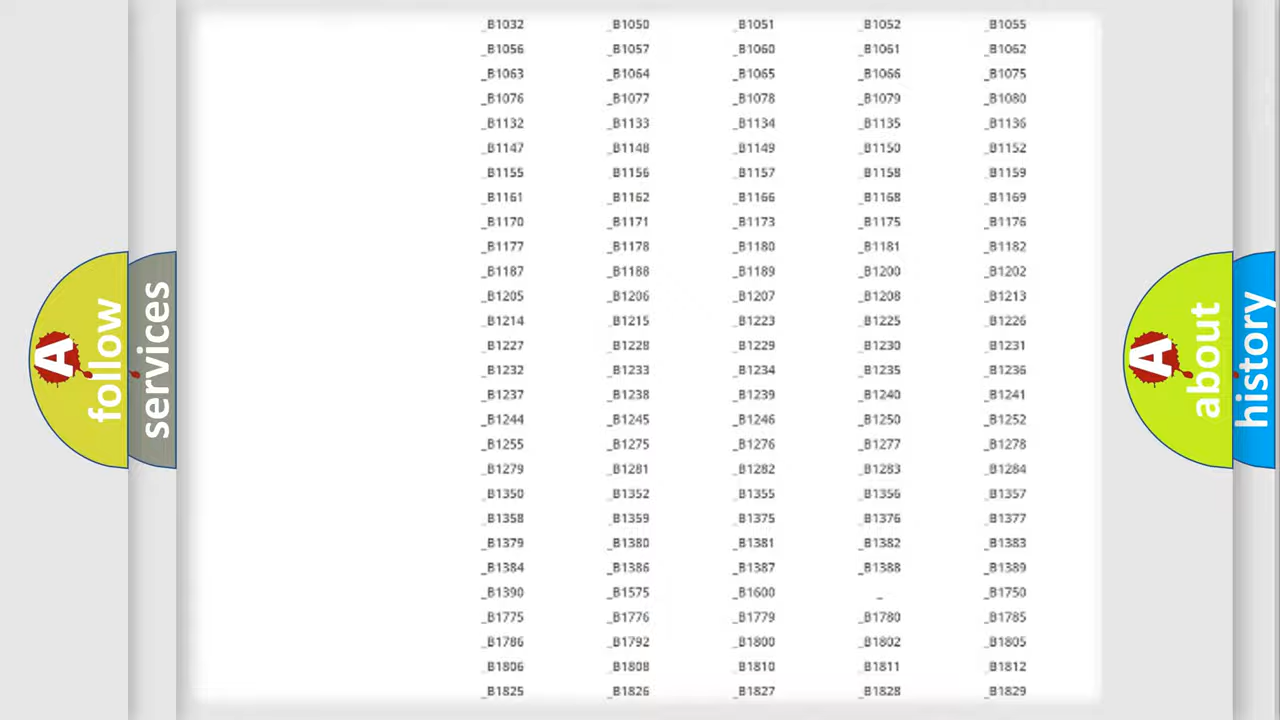 _B1032 _B1050 _B1051 _B1052 _B1055
_B1056 _B1057 _B1060 _B1061 _B1062
_B1063 _B1064 _B1065 _B1066 _B1075
_B1076 _B1077 _B1078 _B1079 _B1080
_B1132 _B1133 _B1134 _B1135 _B1136
_B1147 _B1148 _B1149 _B1150 _B1152
_B1155 _B1156 _B1157 _B1158 _B1159
_B1161 _B1162 _B1166 _B1168 _B1169
_B1170 _B1171 _B1173 _B1175 _B1176
_B1177 _B1178 _B1180 _B1181 _B1182
_B1187 _B1188 _B1189 _B1200 _B1202
_B1205 _B1206 _B1207 _B1208 _B1213
_B1214 _B1215 _B1223 _B1225 _B1226
_B1227 _B1228 _B1229 _B1230 _B1231
_B1232 _B1233 _B1234 _B1235 _B1236
_B1237 _B1238 _B1239 _B1240 _B1241
_B1244 _B1245 _B1246 _B1250 _B1252
_B1255 _B1275 _B1276 _B1277 _B1278
_B1279 _B1281 _B1282 _B1283 _B1284
_B1350 _B1352 _B1355 _B1356 _B1357
_B1358 _B1359 _B1375 _B1376 _B1377
_B1379 _B1380 _B1381 _B1382 _B1383
_B1384 _B1386 _B1387 _B1388 _B1389
_B1390 _B1575 _B1600 _ _B1750
_B1775 _B1776 _B1779 _B1780 _B1785
_B1786 _B1792 _B1800 _B1802 _B1805
_B1806 _B1808 _B1810 _B1811 _B1812
_B1825 _B1826 _B1827 _B1828 _B1829
A
follow
services
A
about
history